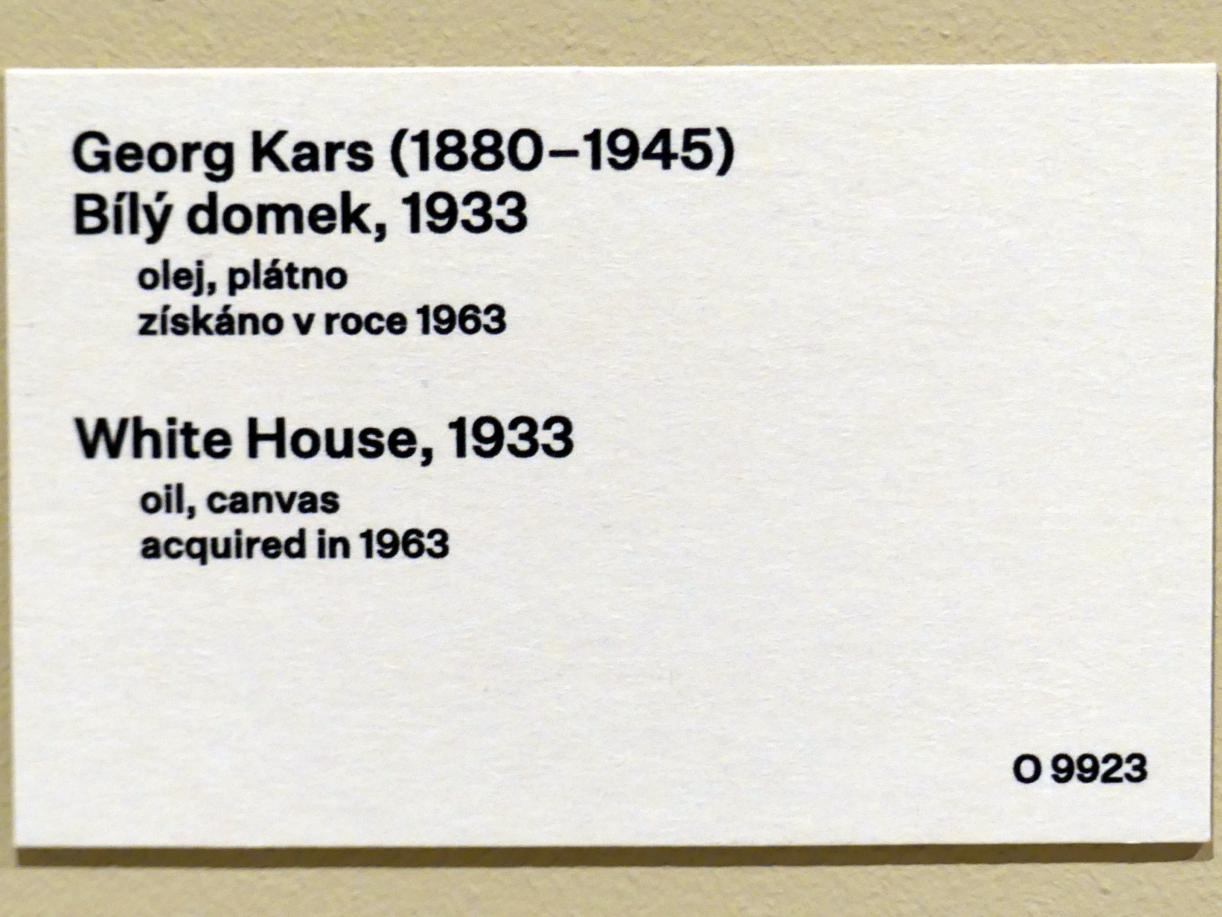 Georg Kars (1880–1945)
Bílý domek, 1933
olej, plátno
získáno v roce 1963
White House, 1933
oil, canvas
acquired in 1963
O 9923